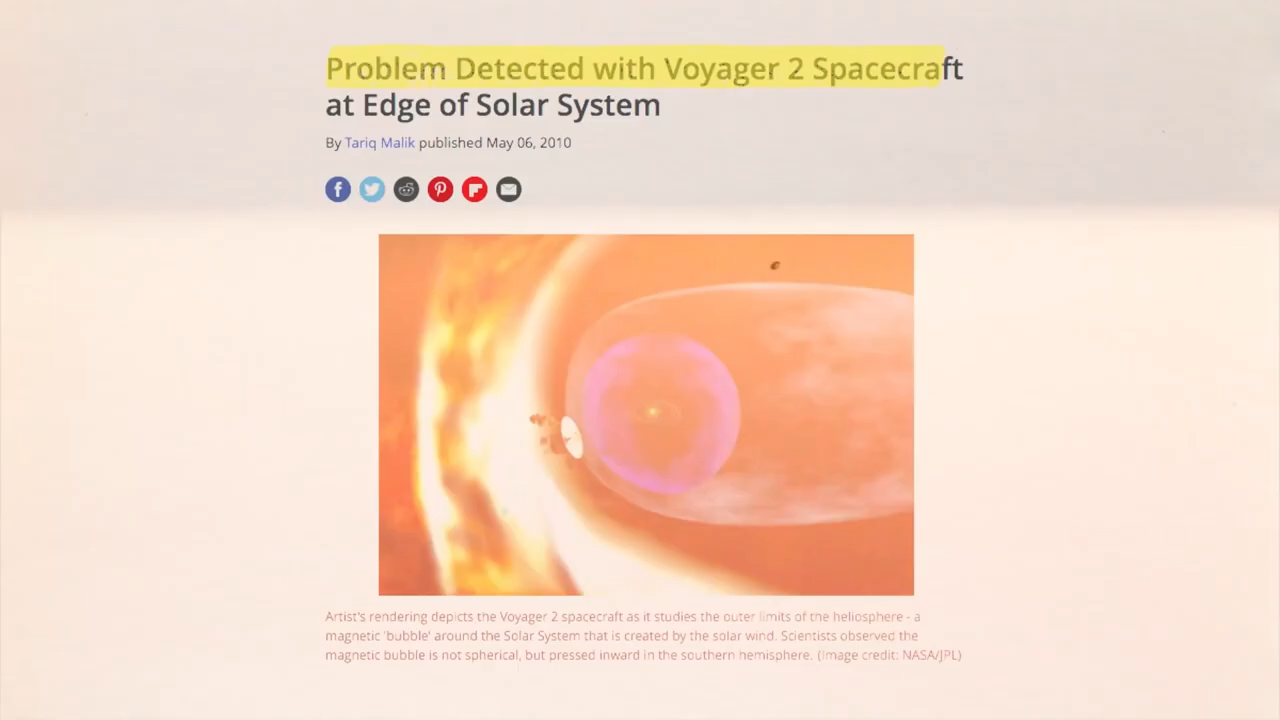 Problem Detected with Voyager 2 Spacecraft
at Edge of Solar System
By Tariq Malik published May 06, 2010
Artist's rendering depicts the Voyager 2 spacecraft as it studies the outer limits of the heliosphere - a
magnetic 'bubble' around the Solar System that is created by the solar wind. Scientists observed the
magnetic bubble is not spherical, but pressed inward in the southern hemisphere. (Image credit: NASA/JPL)